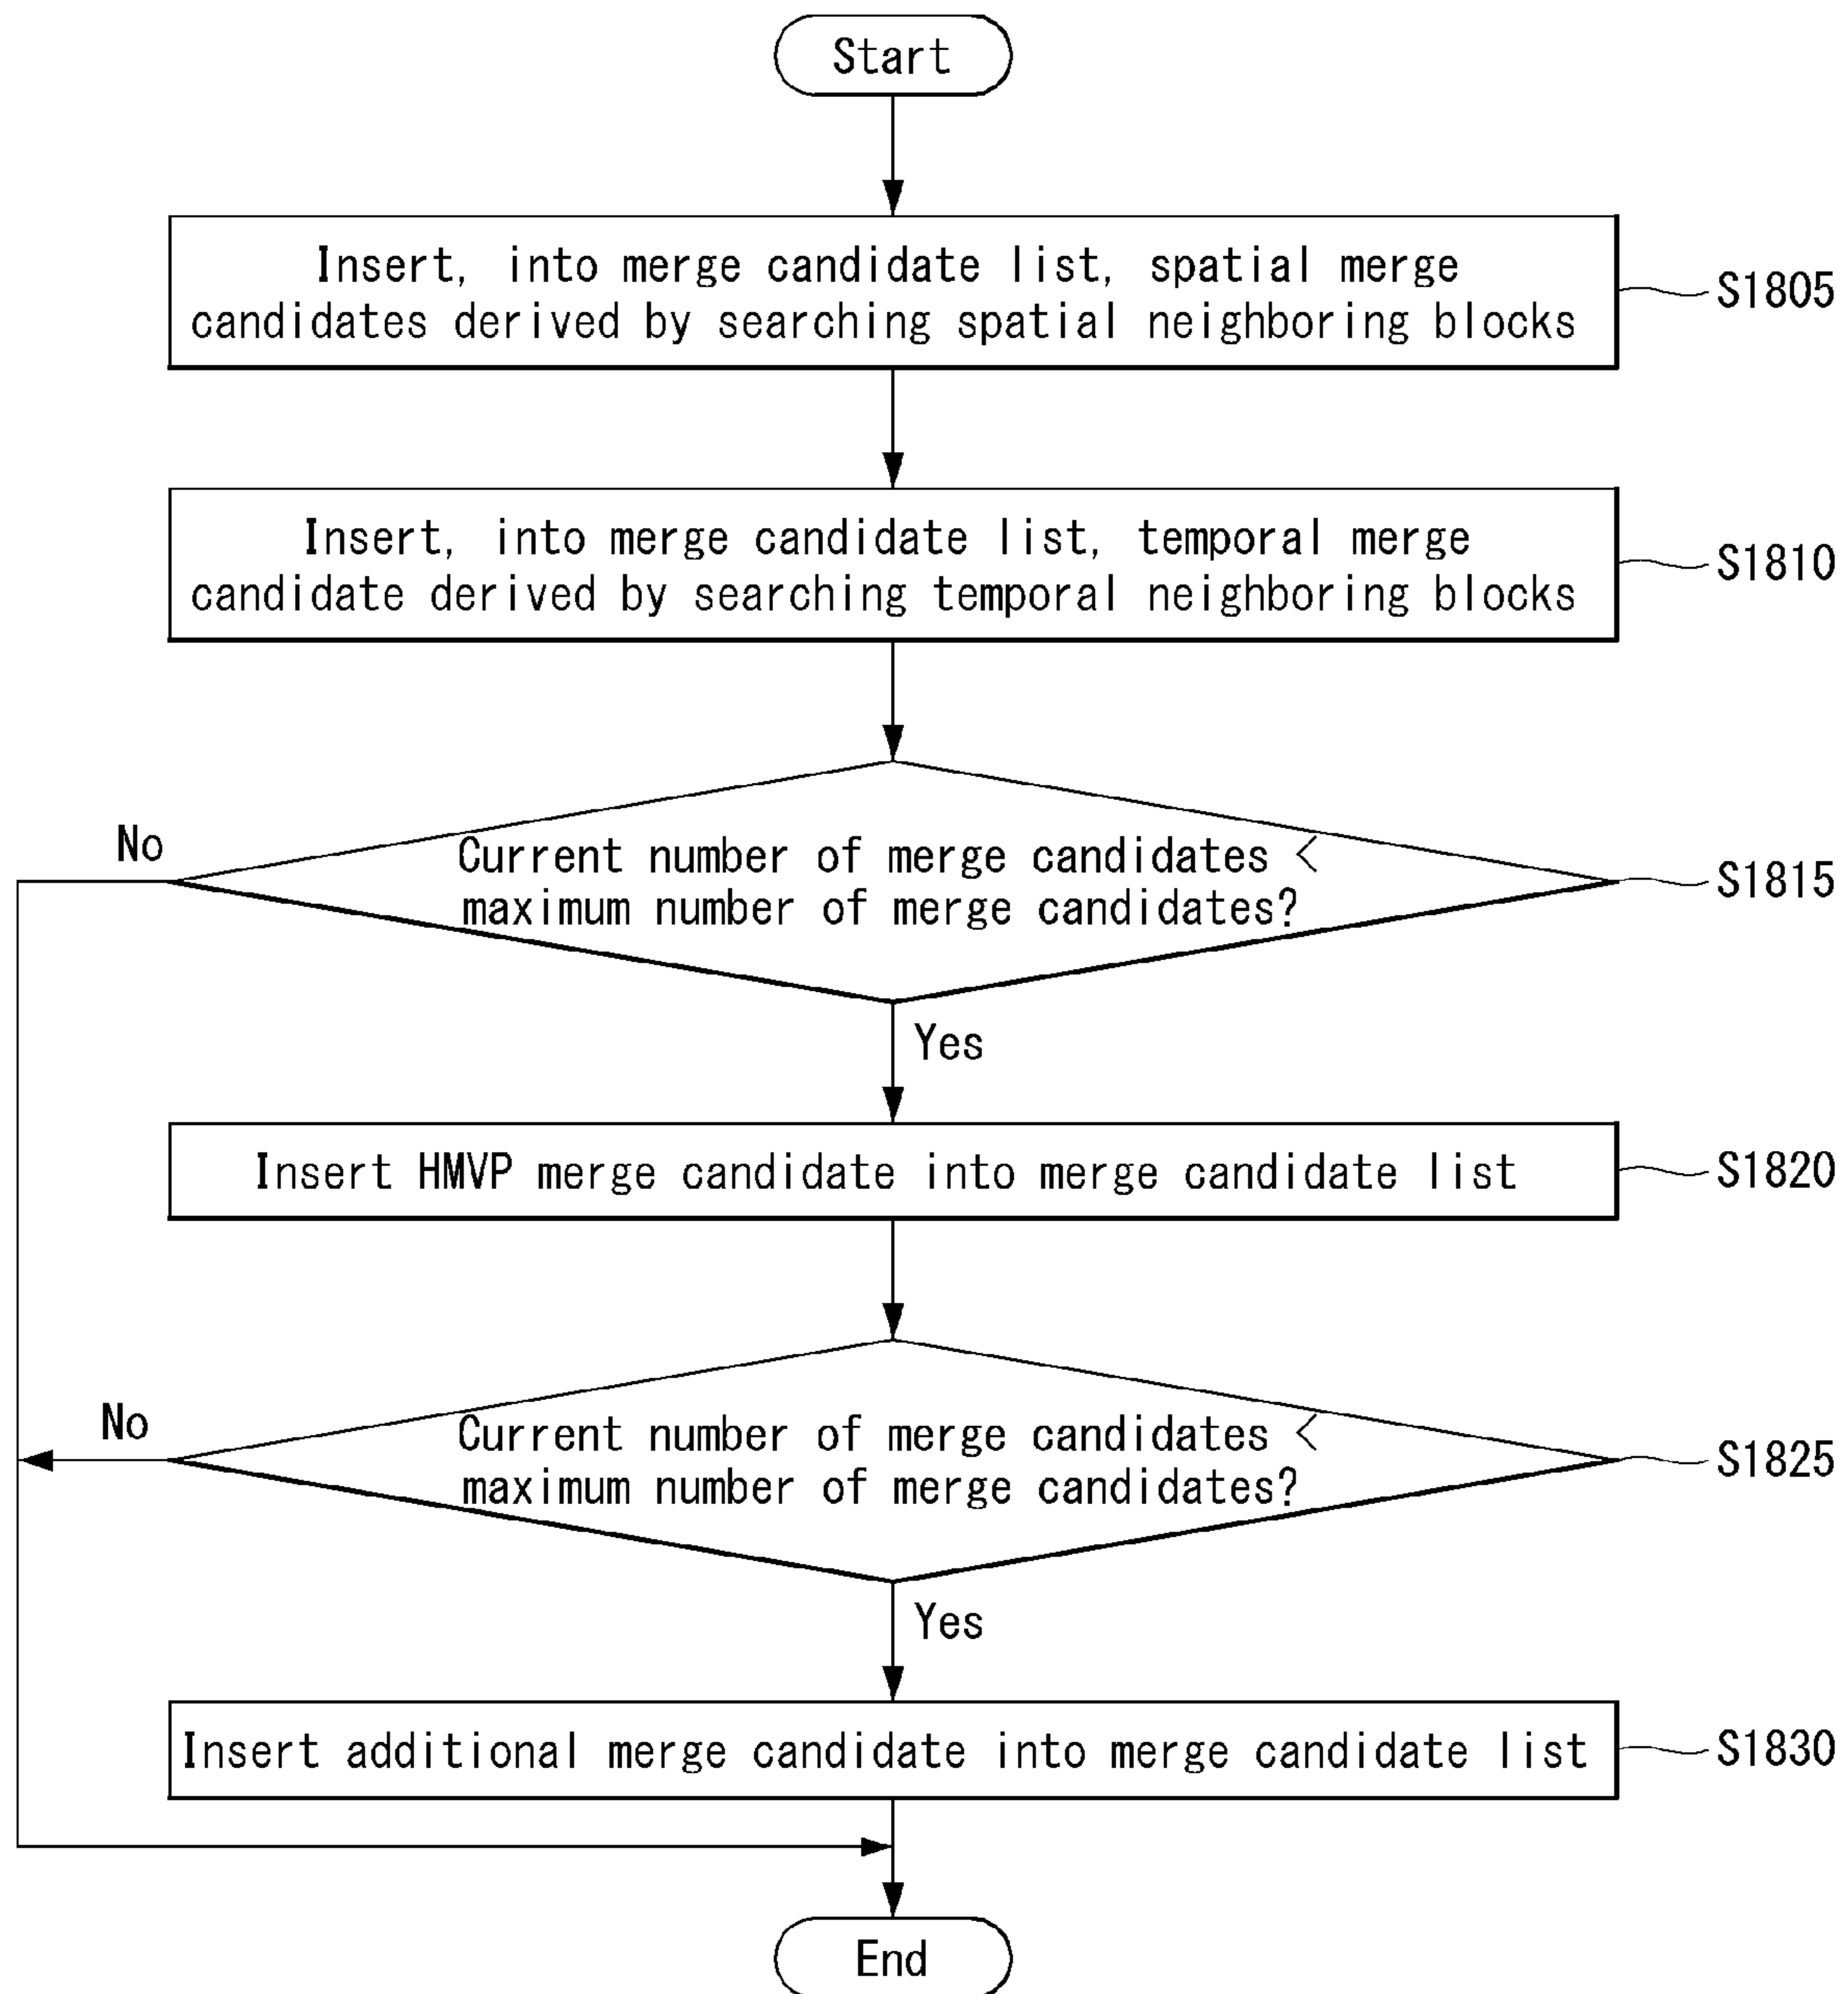 Start
Insert, into merge candidate list, spatial merge
candidates derived by searching spatial neighboring blocks
S1805
Insert, into merge candidate list, temporal merge
candidate derived by searching temporal neighboring blocks
S1810
No
Current number of merge candidates <
maximum number of merge candidates?
S1815
Yes
Insert HMVP merge candidate into merge candidate list
S1820
No
Current number of merge candidates <
maximum number of merge candidates?
S1825
Yes
Insert additional merge candidate into merge candidate list
S1830
End